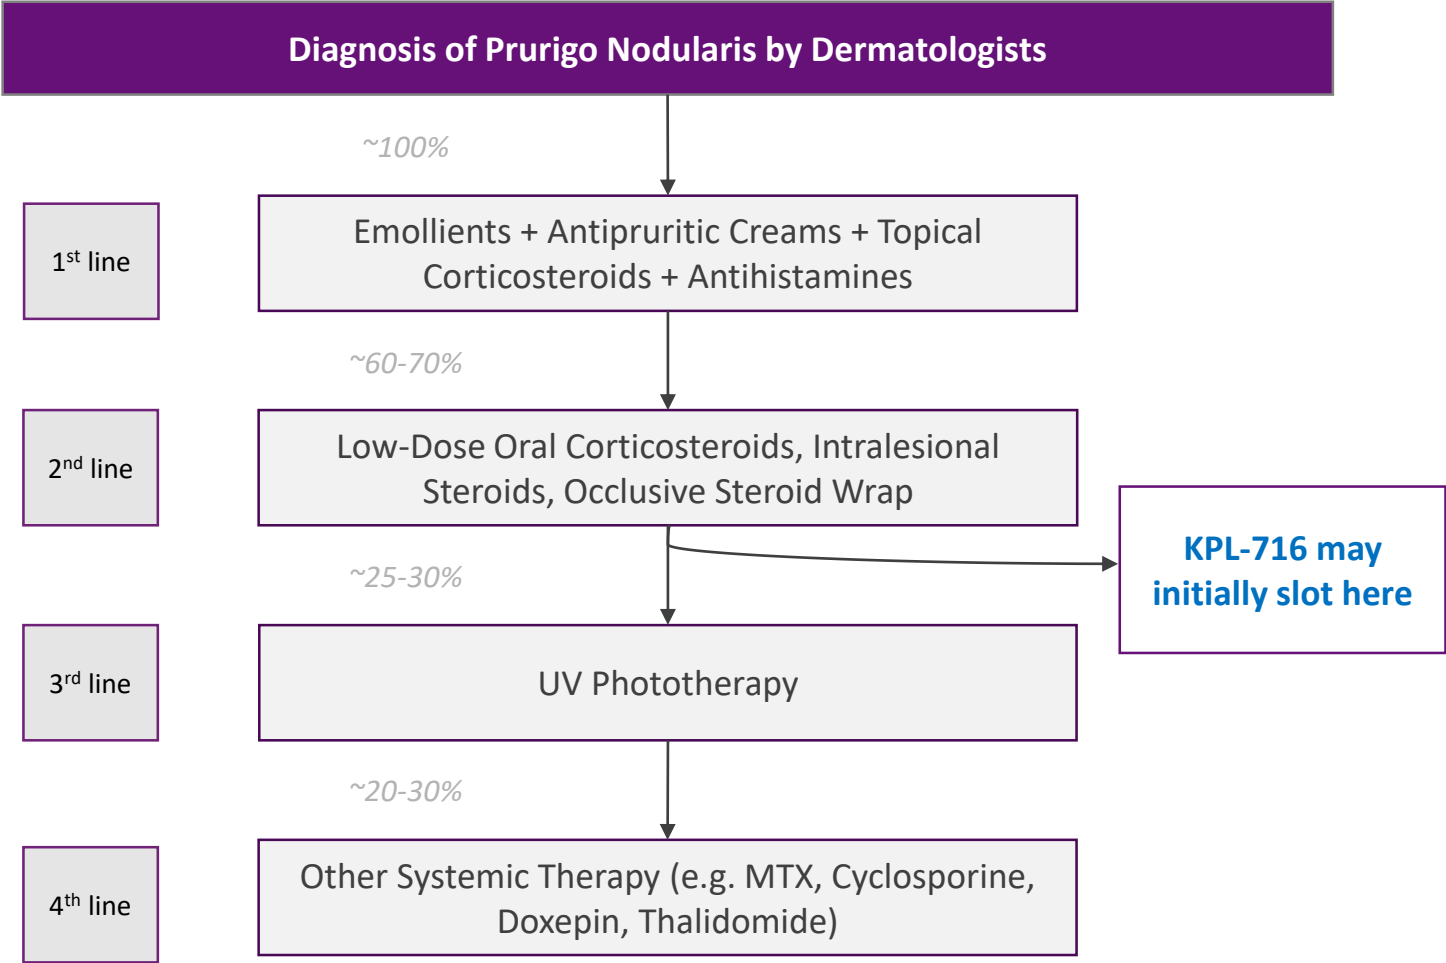 Diagnosis of Prurigo Nodularis by Dermatologists
~100%
1st line
Emollients + Antipruritic Creams + Topical
Corticosteroids + Antihistamines
~60-70%
2nd line
Low-Dose Oral Corticosteroids, Intralesional
Steroids, Occlusive Steroid Wrap
KPL-716 may
initially slot here
~25-30%
3rd line
UV Phototherapy
~20-30%
4th line
Other Systemic Therapy (e.g. MTX, Cyclosporine,
Doxepin, Thalidomide)